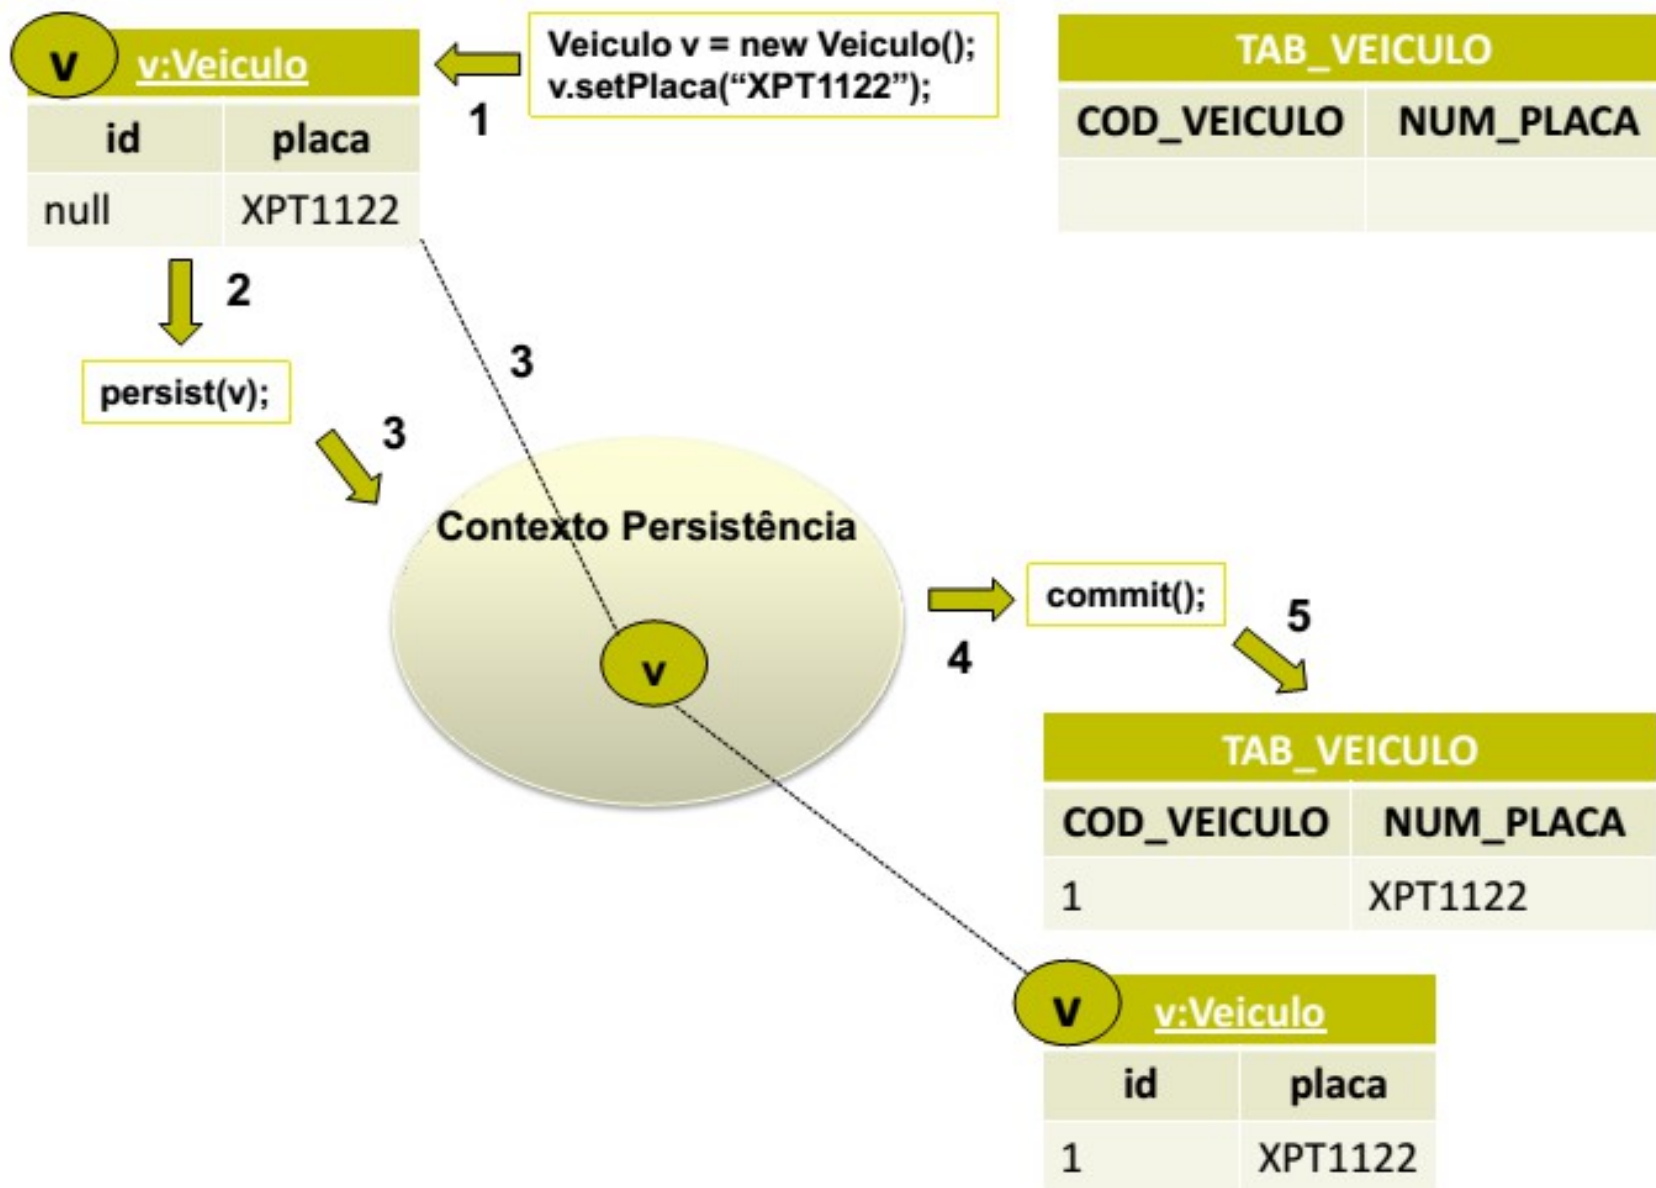 v
v:Veiculo
id placa
null XPT1122
1
Veiculo v = new Veiculo();
v.setPlaca(“XPT1122”);
TAB_VEICULO
COD_VEICULO NUM_PLACA
2
persist(v);
3
3
Contexto Persistência
v
4
commit();
5
TAB_VEICULO
COD_VEICULO NUM_PLACA
1 XPT1122
v
v:Veiculo
id placa
1 XPT1122